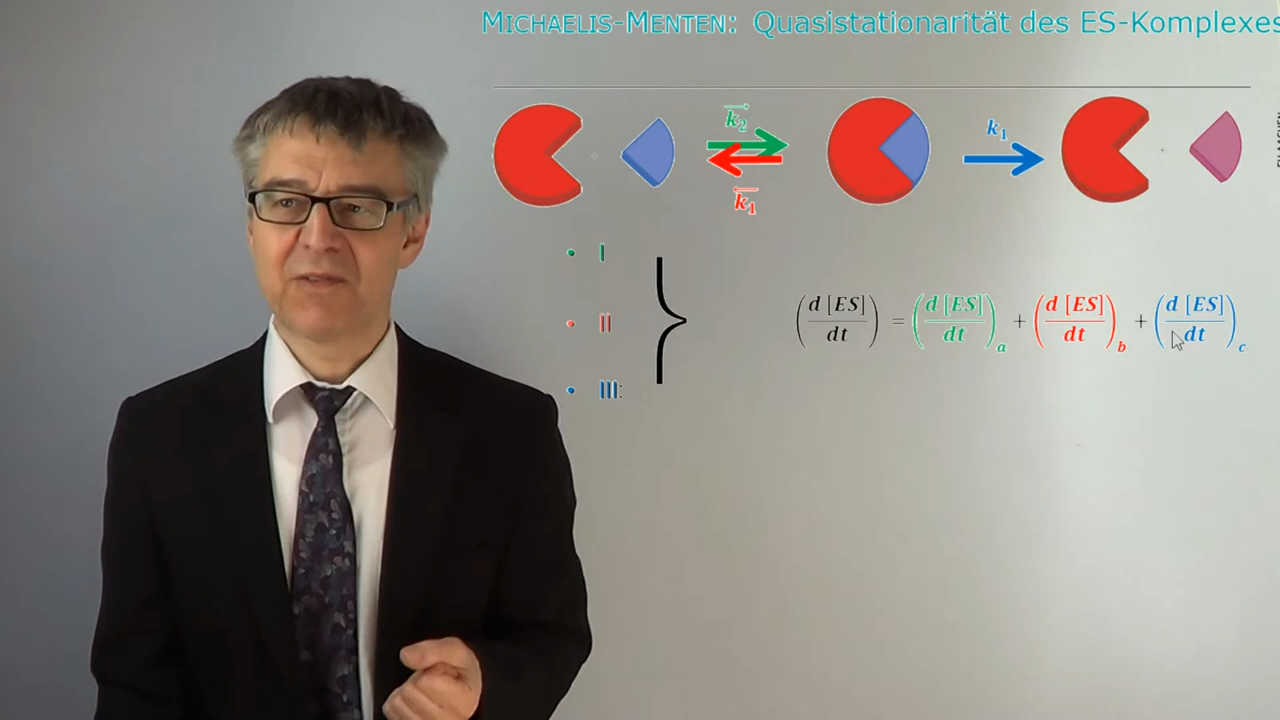 MICHAELIS-MENTEN: Quasistationarität des ES-Komplexes
k₂
k₁
k₁
I
II
III:
(d [ES] / dt) = (d [ES] / dt)a + (d [ES] / dt)b + (d [ES] / dt)c